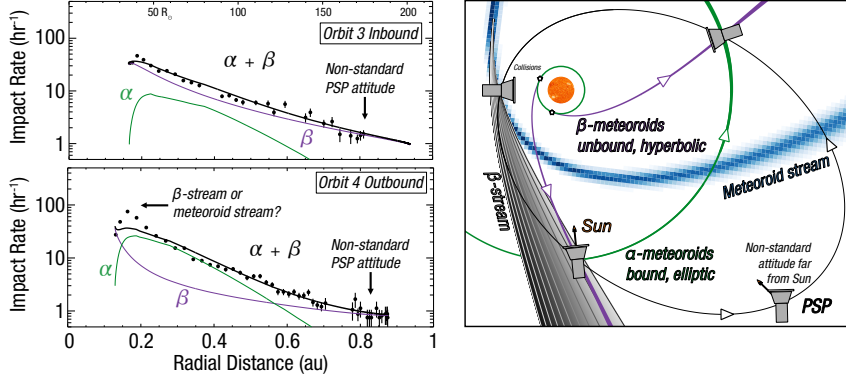 50 R☉
100
150
200
Orbit 3 Inbound
100
10
1
Impact Rate (hr⁻¹)
α + β
α
β
Non-standard
PSP attitude
Orbit 4 Outbound
100
10
1
Impact Rate (hr⁻¹)
β-stream or
meteoroid stream?
α + β
α
β
Non-standard
PSP attitude
0
0.2
0.4
0.6
0.8
1
Radial Distance (au)
Collisions
β-meteoroids
unbound, hyperbolic
Meteoroid stream
β-stream
Sun
α-meteoroids
bound, elliptic
Non-standard
attitude far
from Sun
PSP